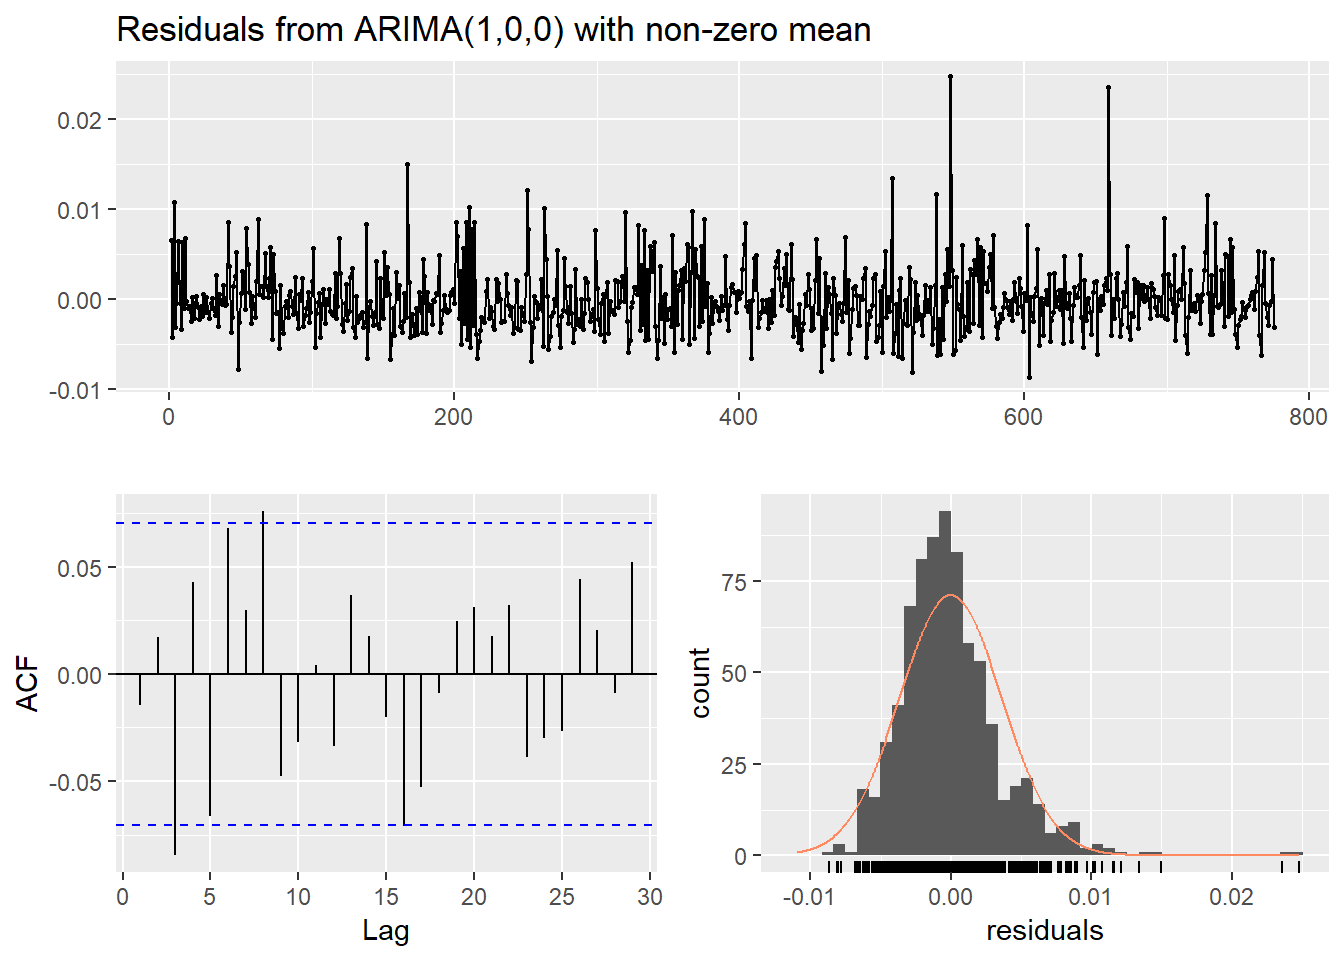 Residuals from ARIMA(1,0,0) with non-zero mean
0.02
0.01
0.00
-0.01
0 200 400 600 800
0.05
0.00
-0.05
ACF
0 5 10 15 20 25 30
Lag
75
50
25
0
count
-0.01 0.00 0.01 0.02
residuals